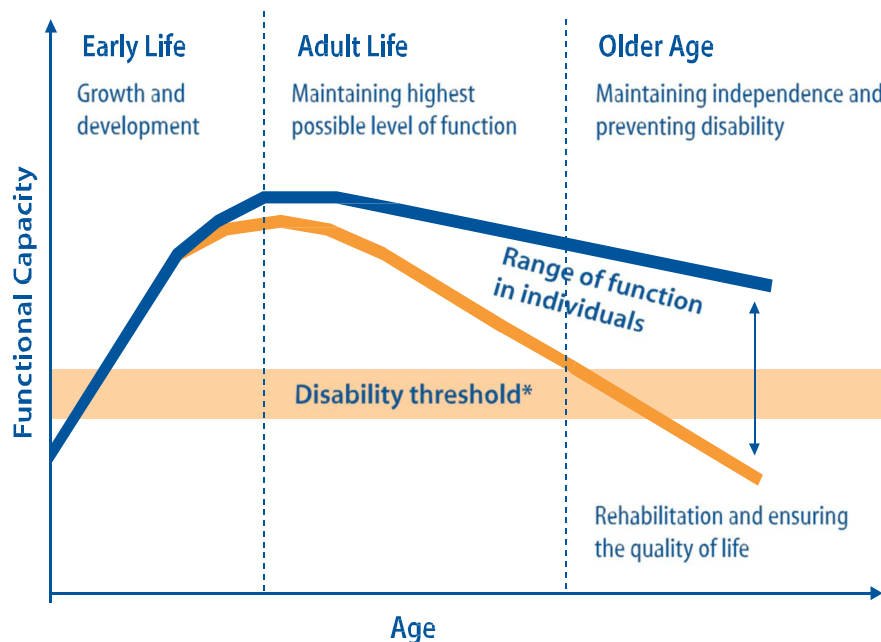 Early Life
Growth and
development
Adult Life
Maintaining highest
possible level of function
Older Age
Maintaining independence and
preventing disability
Functional Capacity
Range of function
in individuals
Disability threshold*
Rehabilitation and ensuring
the quality of life
Age